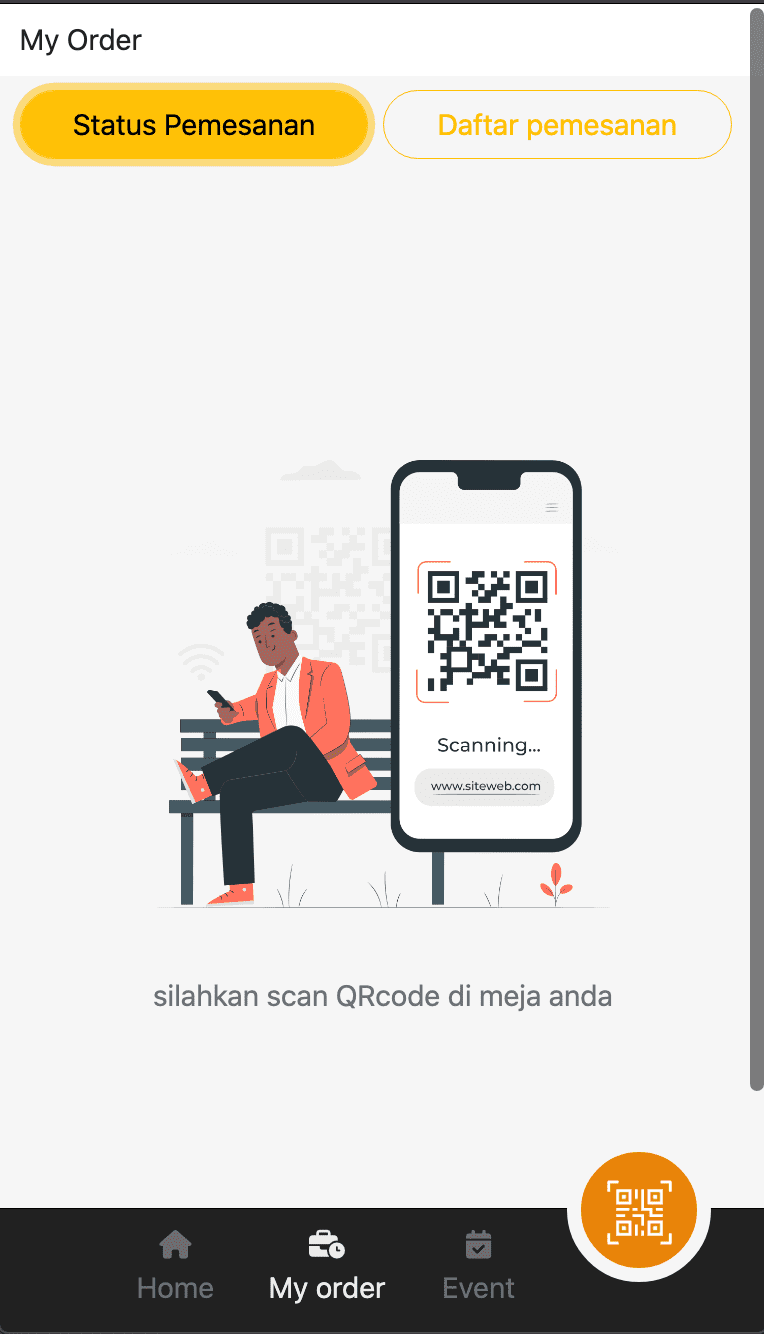 My Order
Status Pemesanan
Daftar pemesanan
Scanning...
www.siteweb.com
silahkan scan QRcode di meja anda
Home
My order
Event